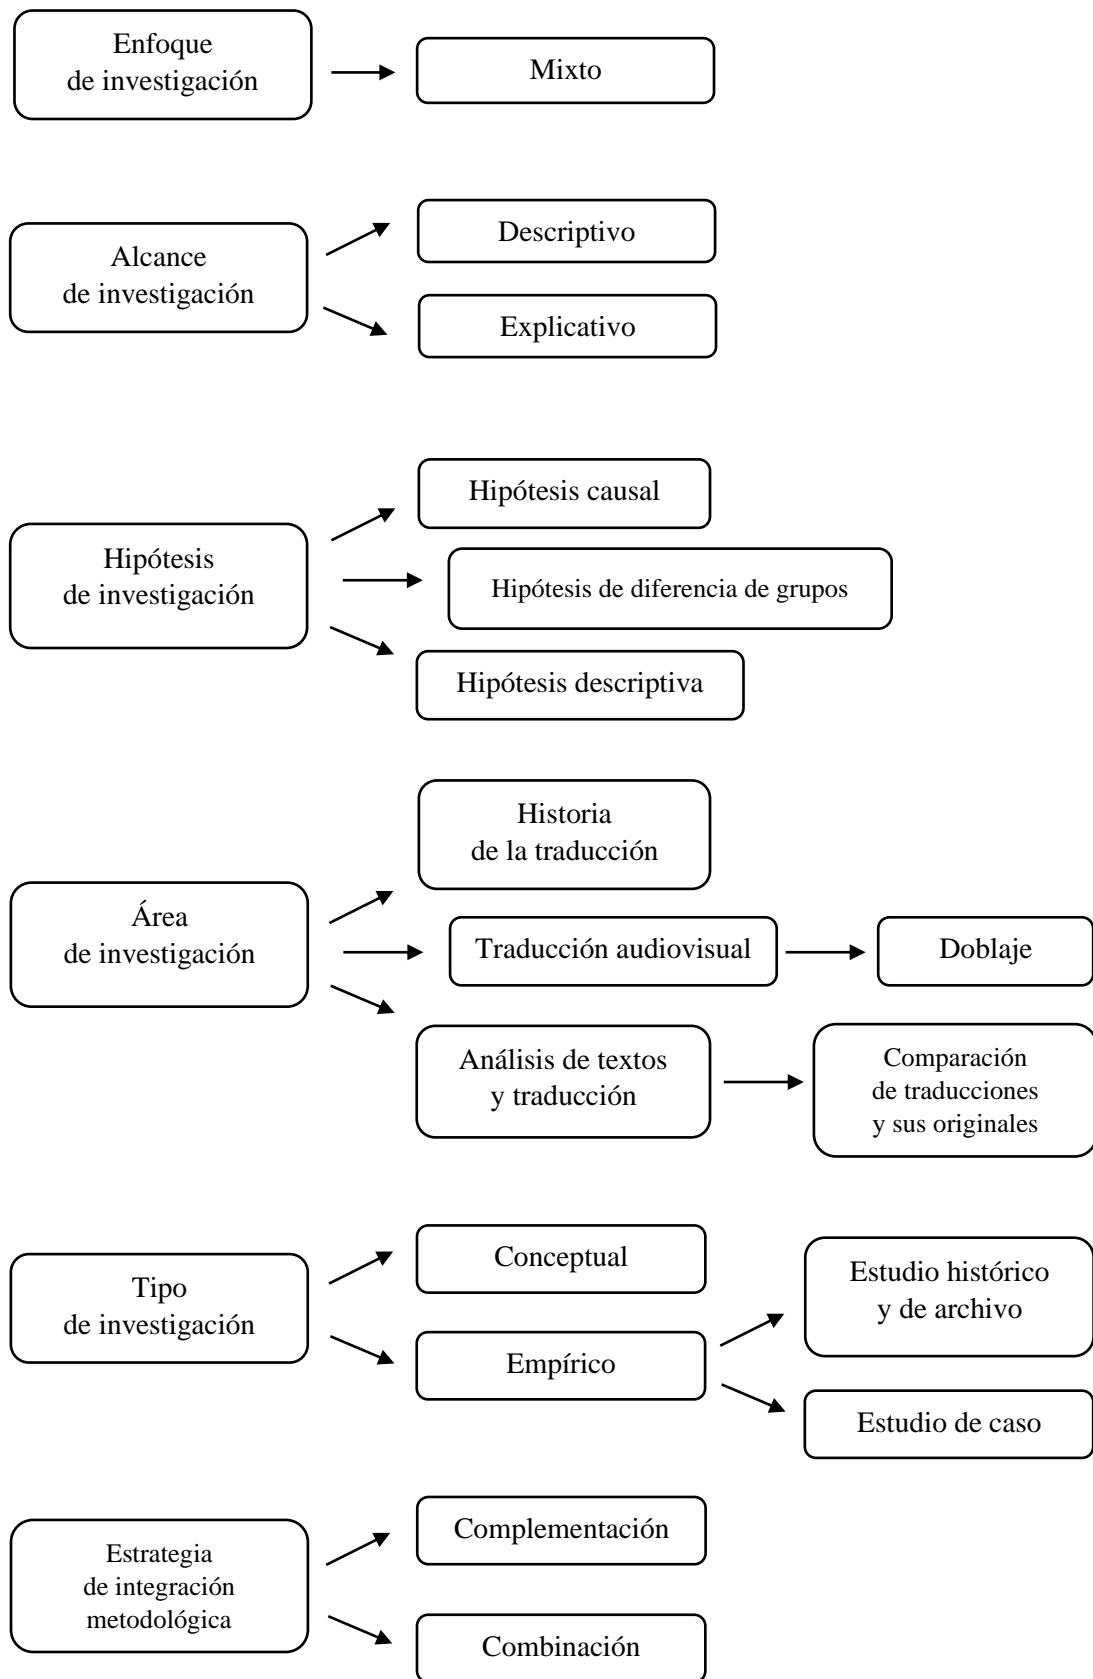 Enfoque
de investigación
Mixto
Alcance
de investigación
Descriptivo
Explicativo
Hipótesis
de investigación
Hipótesis causal
Hipótesis de diferencia de grupos
Hipótesis descriptiva
Área
de investigación
Historia
de la traducción
Traducción audiovisual
Doblaje
Análisis de textos
y traducción
Comparación
de traducciones
y sus originales
Tipo
de investigación
Conceptual
Empírico
Estudio histórico
y de archivo
Estudio de caso
Estrategia
de integración
metodológica
Complementación
Combinación